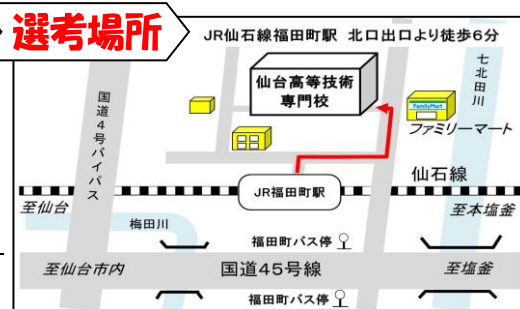 選考場所
JR仙石線福田町駅 北口出口より徒歩6分
仙台高等技術
専門校
七北田川
国道4号バイパス
FamilyMart
ファミリーマート
仙石線
JR福田町駅
至仙台
至本塩釜
梅田川
福田町バス停
至仙台市内
国道45号線
至塩釜
福田町バス停